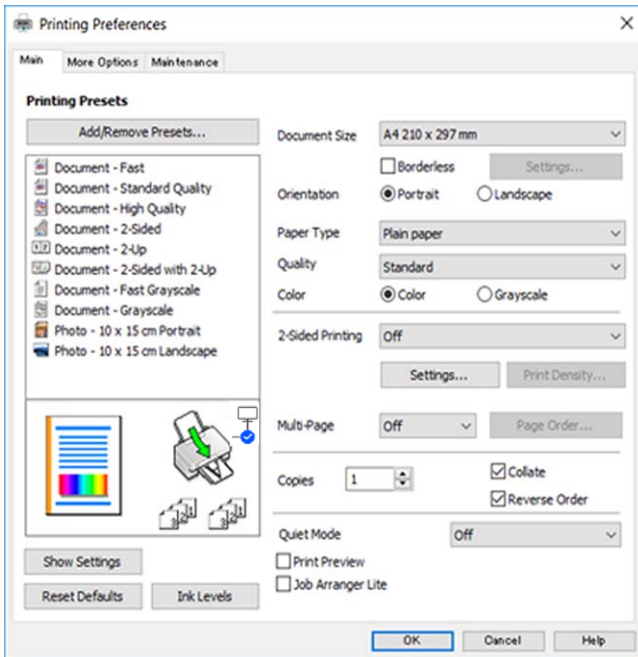 Printing Preferences
Main
More Options
Maintenance
Printing Presets
Add/Remove Presets...
Document - Fast
Document - Standard Quality
Document - High Quality
Document - 2-Sided
Document - 2-Up
Document - 2-Sided with 2-Up
Document - Fast Grayscale
Document - Grayscale
Photo - 10 x 15 cm Portrait
Photo - 10 x 15 cm Landscape
Show Settings
Reset Defaults
Ink Levels
Document Size
A4 210 x 297 mm
Borderless
Settings...
Orientation
Portrait
Landscape
Paper Type
Plain paper
Quality
Standard
Color
Color
Grayscale
2-Sided Printing
Off
Settings...
Print Density...
Multi-Page
Off
Page Order...
Copies
1
Collate
Reverse Order
Quiet Mode
Off
Print Preview
Job Arranger Lite
OK
Cancel
Help